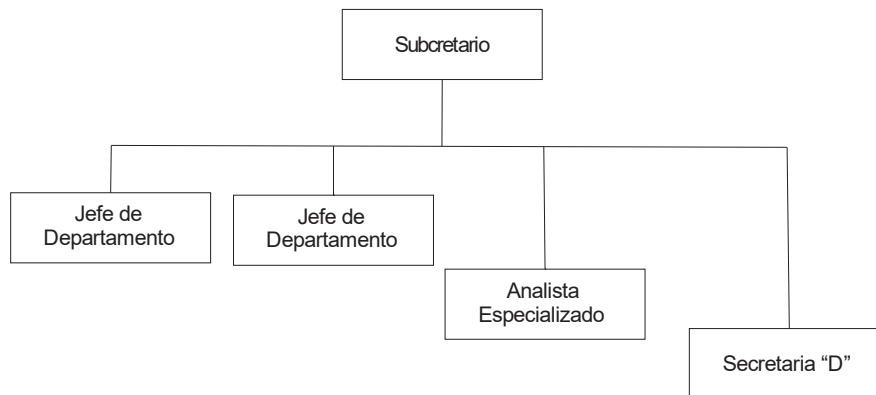 Subcretario
Jefe de
Departamento
Jefe de
Departamento
Analista
Especializado
Secretaria “D”